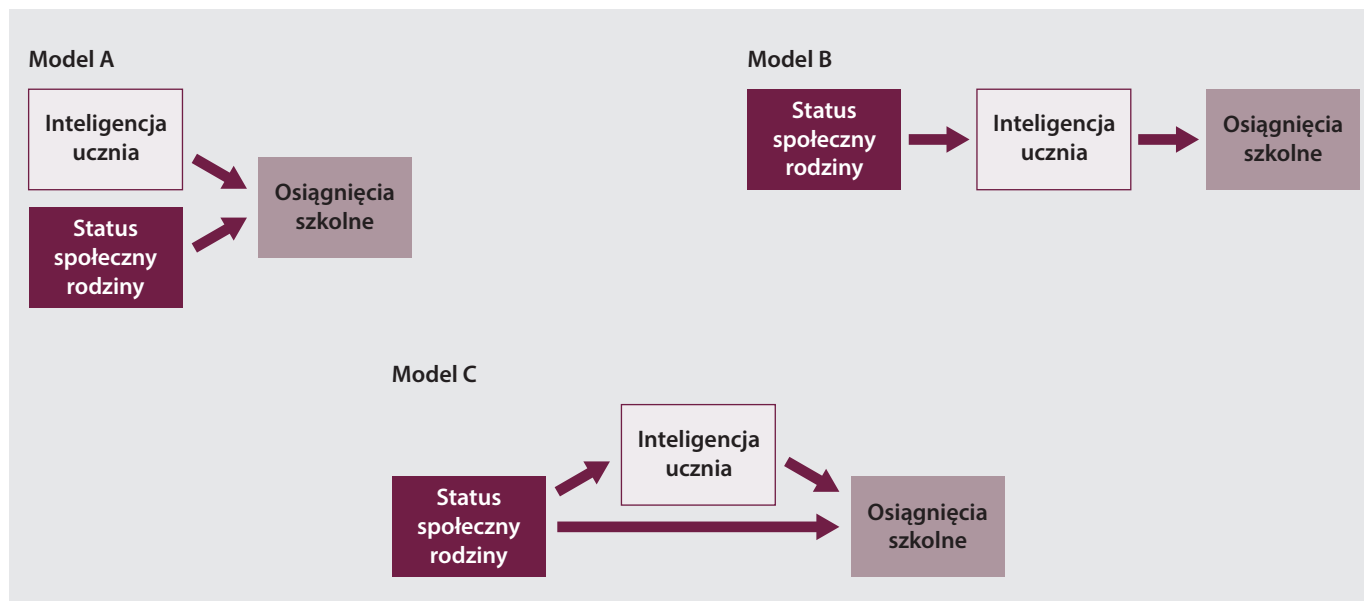 Model A
Inteligencja
ucznia
Status
społeczny
rodziny
Osiągnięcia
szkolne
Model B
Status
społeczny
rodziny
Inteligencja
ucznia
Osiągnięcia
szkolne
Model C
Status
społeczny
rodziny
Inteligencja
ucznia
Osiągnięcia
szkolne